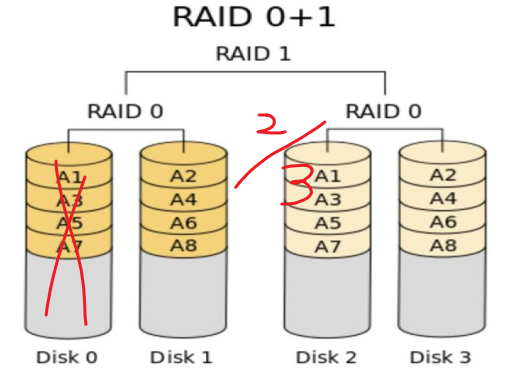 RAID 0+1
RAID 1
RAID 0
RAID 0
2
3
A1
A2
A1
A2
A3
A4
A3
A4
A5
A6
A5
A6
A7
A8
A7
A8
Disk 0
Disk 1
Disk 2
Disk 3